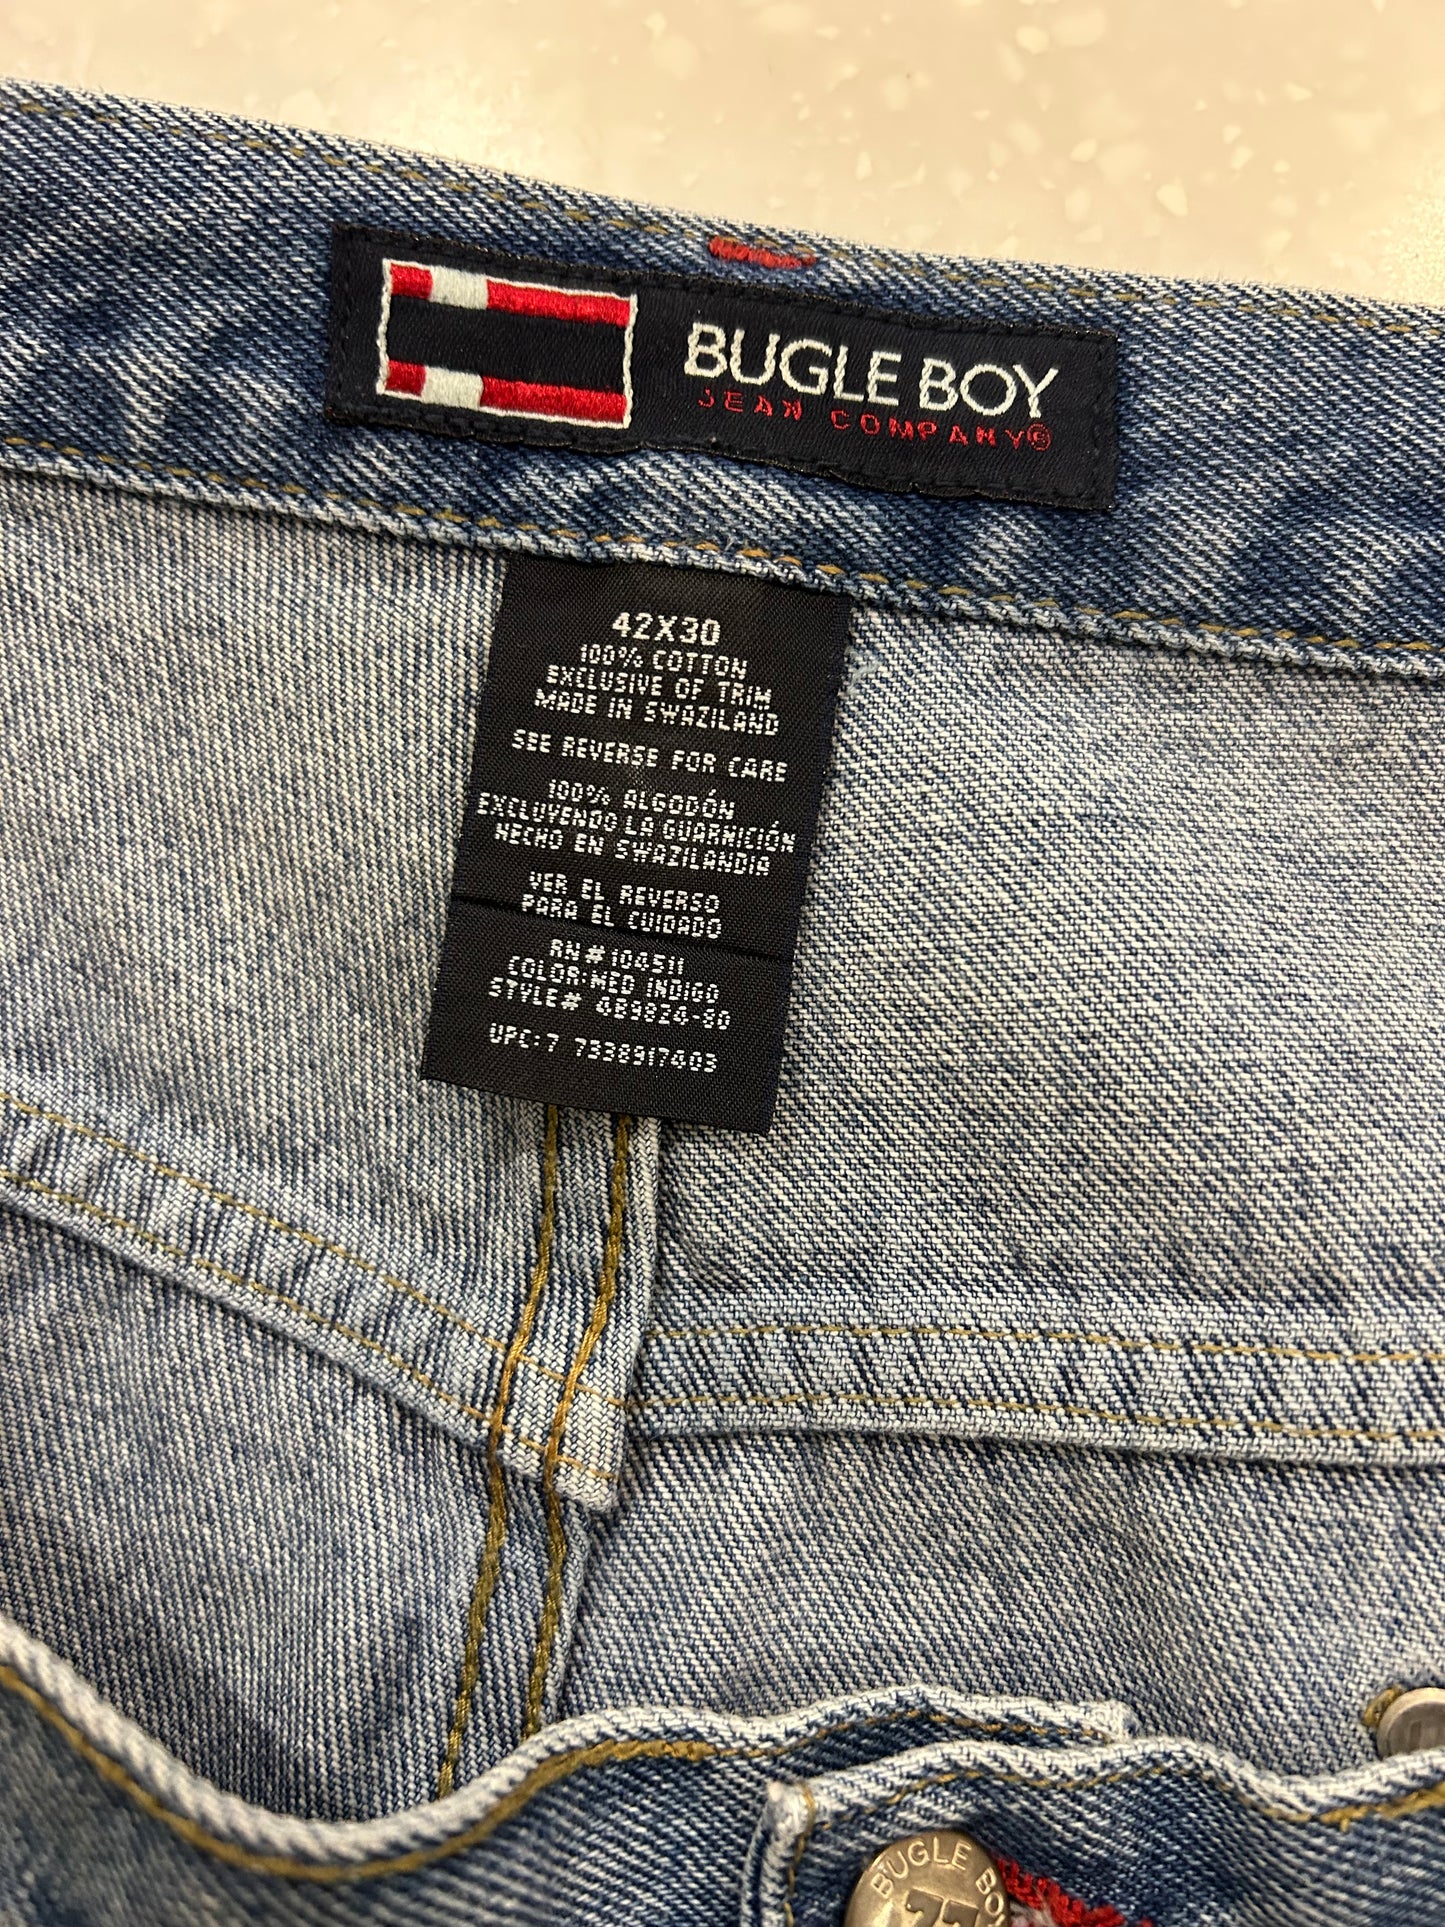 BUGLE BOY
JEAN COMPANY®
42X30
100% COTTON
EXCLUSIVE OF TRIM
MADE IN SWAZILAND
SEE REVERSE FOR CARE
100% ALGODÓN
EXCLUYENDO LA GUARNICIÓN
HECHO EN SWAZILANDIA
VER EL REVERSO
PARA EL CUIDADO
RN# 104511
COLOR:MED INDIGO
STYLE# 4B9824-80
UPC:7 7338917403
BUGLE BOY
77